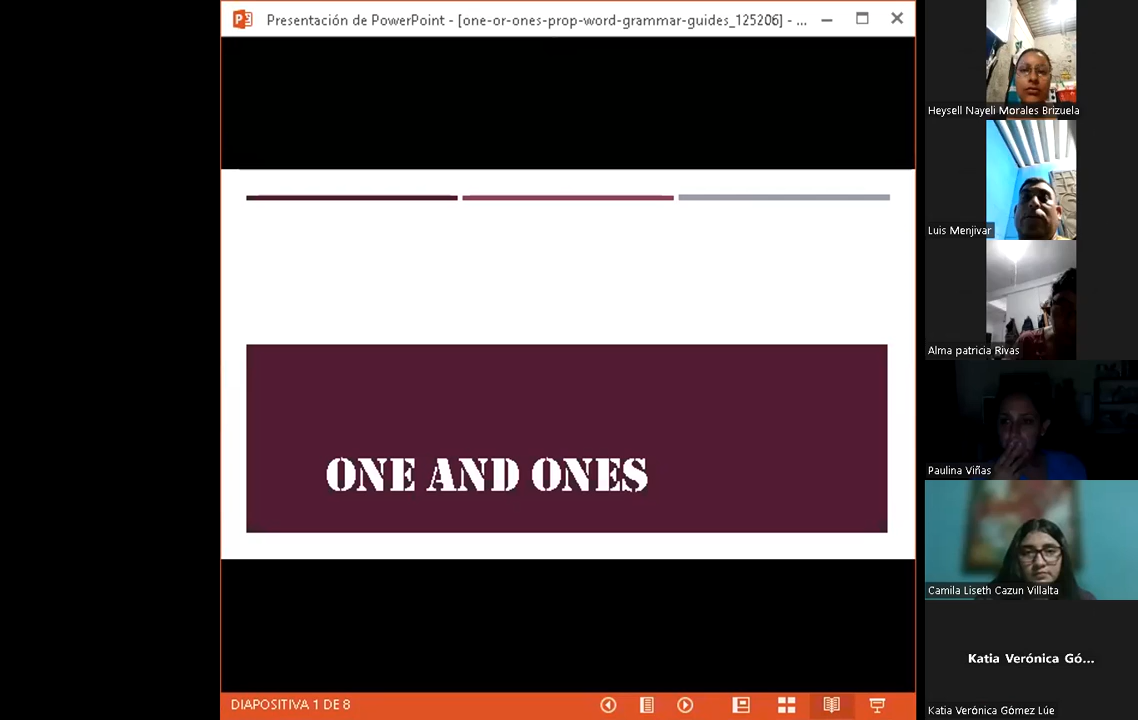 Presentación de PowerPoint - [one-or-ones-prop-word-grammar-guides_125206] - ...
ONE AND ONES
DIAPOSITIVA 1 DE 8
Heysell Nayeli Morales Brizuela
Luis Menjivar
Alma patricia Rivas
Paulina Viñas
Camila Liseth Cazun Villalta
Katia Verónica Gó...
Katia Verónica Gómez Lúe